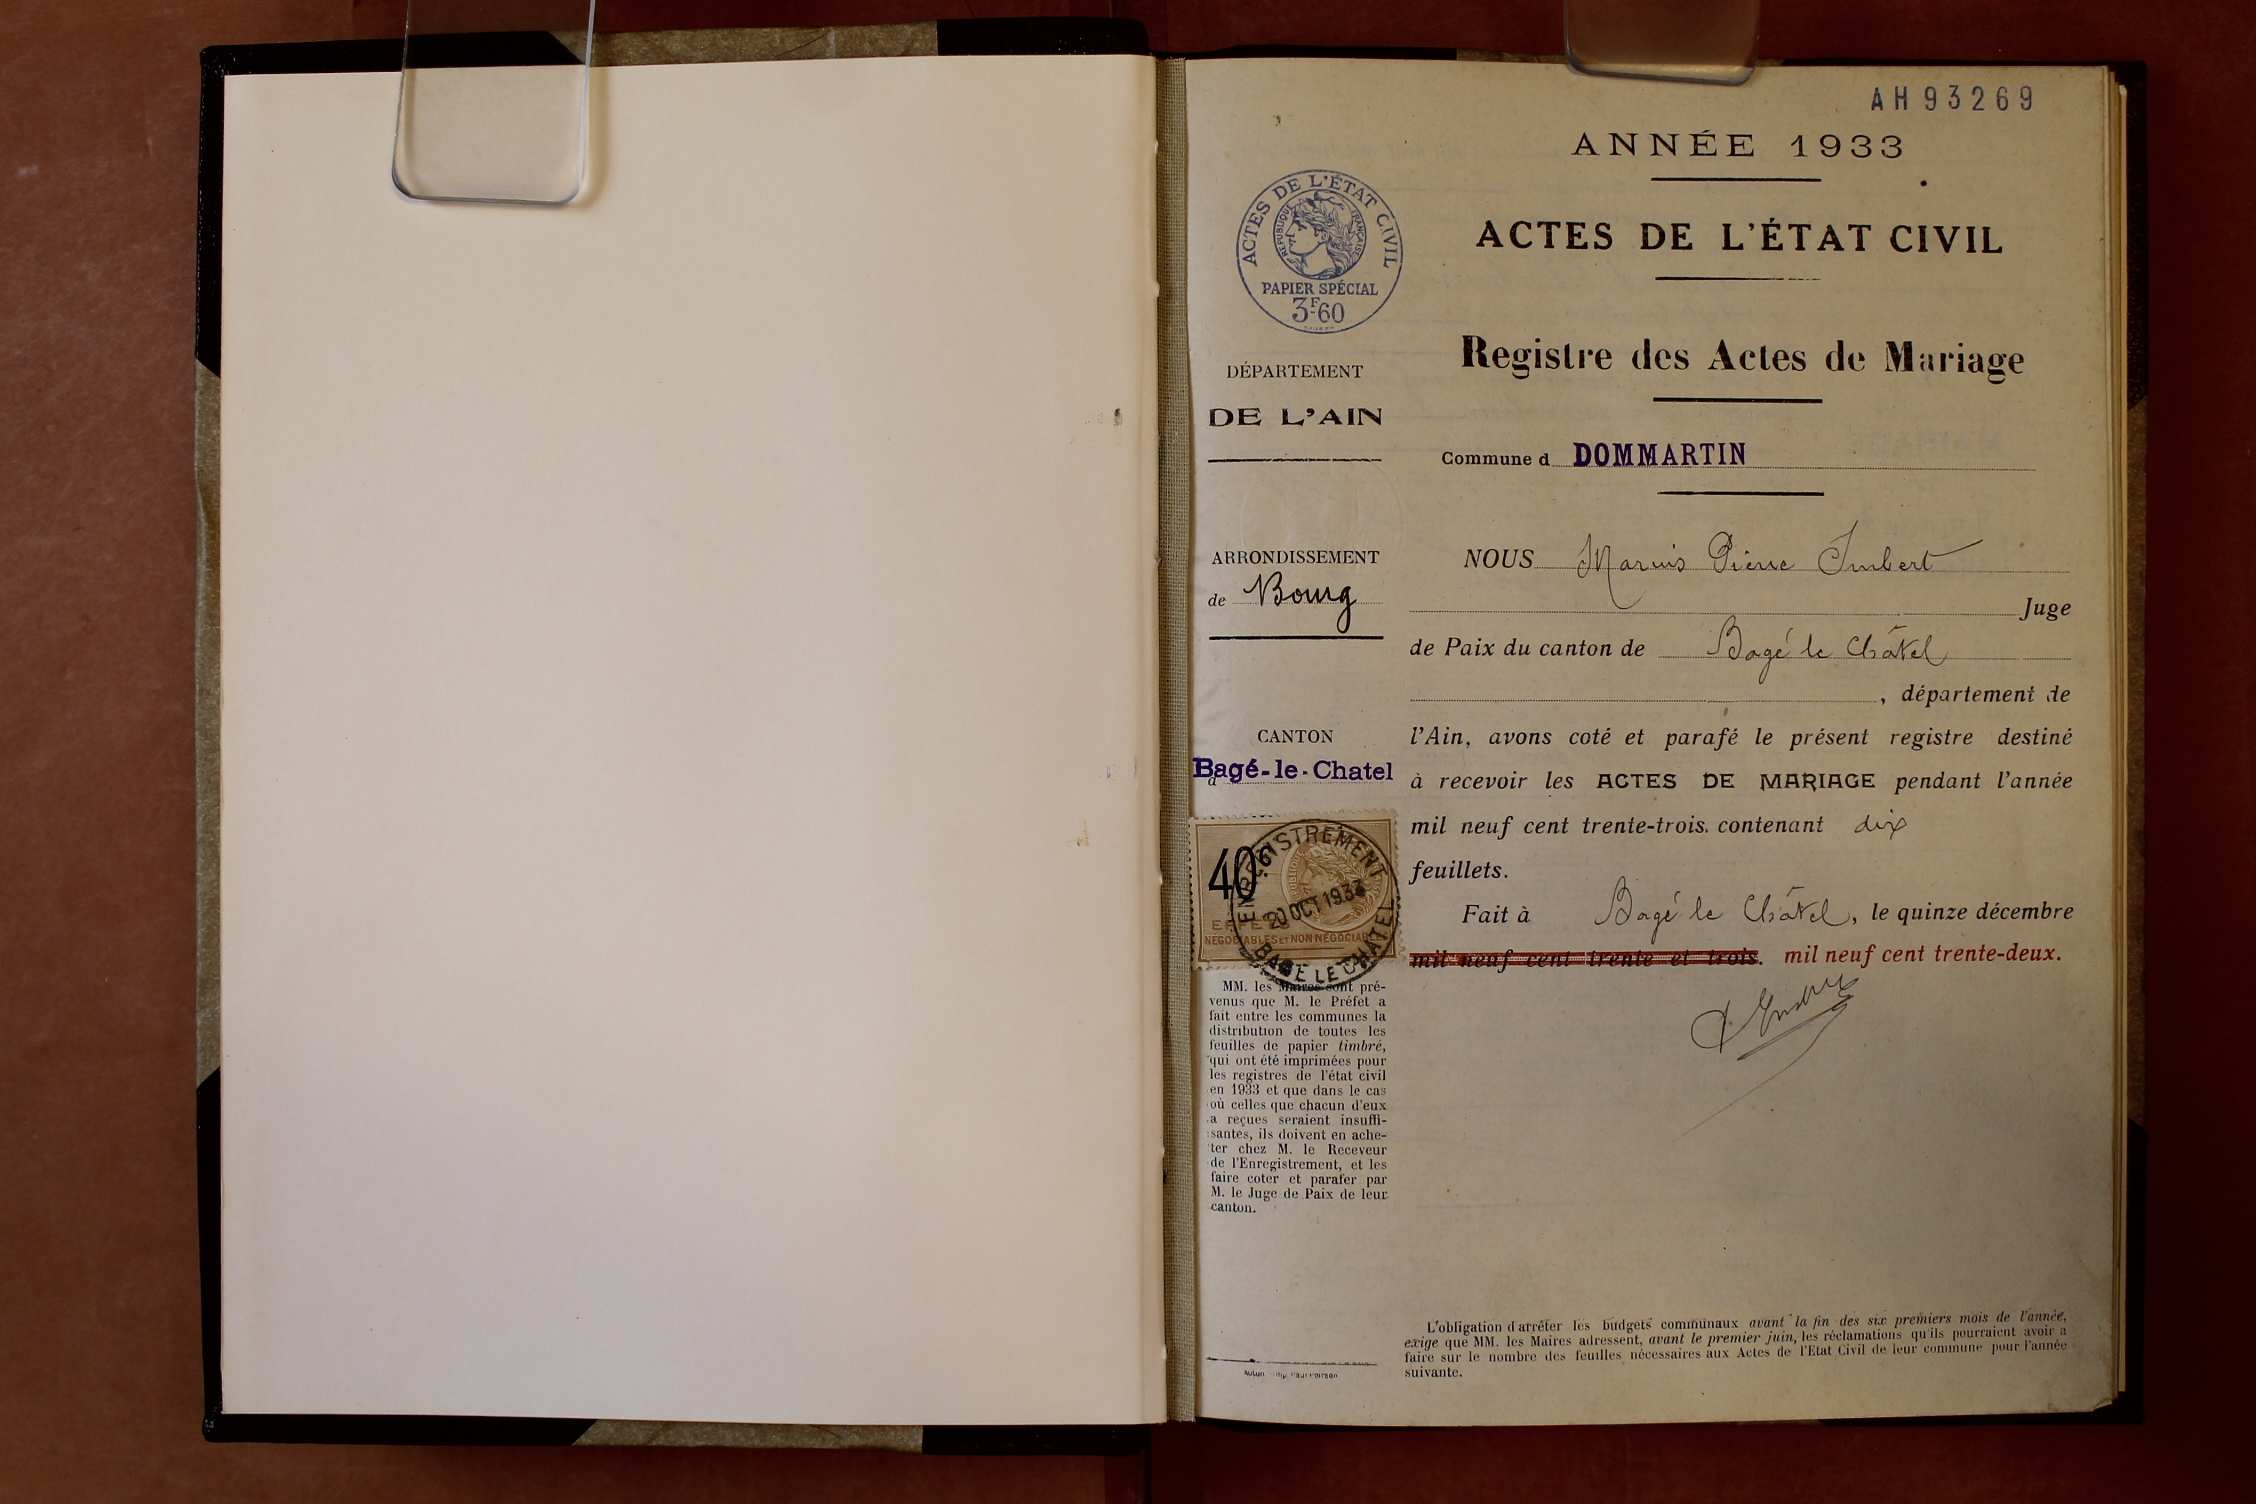 AH93269
ANNÉE 1933
ACTES DE L'ÉTAT CIVIL
RÉPUBLIQUE FRANÇAISE
PAPIER SPÉCIAL
3F60
ACTES DE L'ÉTAT CIVIL
Registre des Actes de Mariage
Commune d DOMMARTIN
DÉPARTEMENT
DE L'AIN
ARRONDISSEMENT
de Bourg
CANTON
d Bagé-le-Chatel
40c
ENREGISTREMENT
20 OCT 1933
EFFETS
NÉGOCIABLES ET NON NÉGOCIABLES
BAGÉ LE CHATEL
MM. les Maires sont pré-
venus que M. le Préfet a
fait entre les communes la
distribution de toutes les
feuilles de papier timbré,
qui ont été imprimées pour
les registres de l'état civil
en 1933 et que dans le cas
où celles que chacun d'eux
a reçues seraient insuffi-
santes, ils doivent en ache-
ter chez M. le Receveur
de l'Enregistrement, et les
faire coter et parafer par
M. le Juge de Paix de leur
canton.
NOUS Marius Pierre Imbert
Juge
de Paix du canton de Bagé le Châtel
, département de
l'Ain, avons coté et parafé le présent registre destiné
à recevoir les ACTES DE MARIAGE pendant l'année
mil neuf cent trente-trois. contenant dix
feuillets.
Fait à Bagé le Châtel, le quinze décembre
mil neuf cent trente et trois. mil neuf cent trente-deux.
L'obligation d'arrêter les budgets communaux avant la fin des six premiers mois de l'année,
exige que MM. les Maires adressent, avant le premier juin, les réclamations qu'ils pourraient avoir a
faire sur le nombre des feuilles nécessaires aux Actes de l'Etat Civil de leur commune pour l'année
suivante.